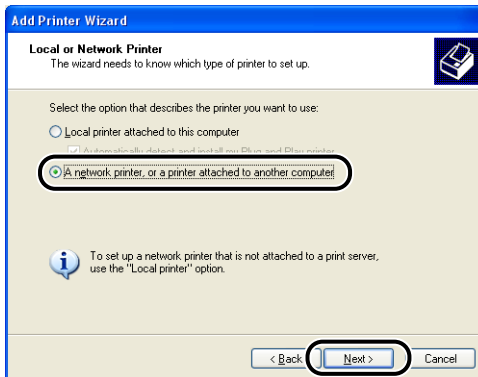 Add Printer Wizard
Local or Network Printer
The wizard needs to know which type of printer to set up.
Select the option that describes the printer you want to use:
Local printer attached to this computer
Automatically detect and install my Plug and Play printer
A network printer, or a printer attached to another computer
To set up a network printer that is not attached to a print server,
use the "Local printer" option.
< Back Next > Cancel